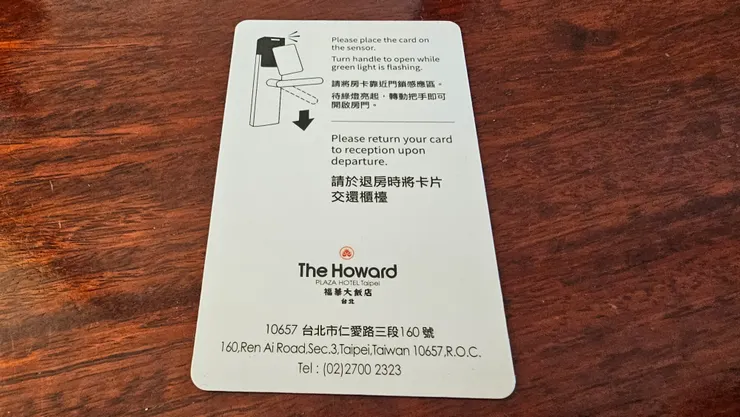 Please place the card on
the sensor.
Turn handle to open while
green light is flashing.
請將房卡靠近門鎖感應區。
待綠燈亮起，轉動把手即可
開啟房門。
Please return your card
to reception upon
departure.
請於退房時將卡片
交還櫃檯
The Howard
PLAZA HOTEL Taipei
福華大飯店
台北
10657 台北市仁愛路三段160號
160,Ren Ai Road,Sec.3,Taipei,Taiwan 10657,R.O.C.
Tel : (02)2700 2323